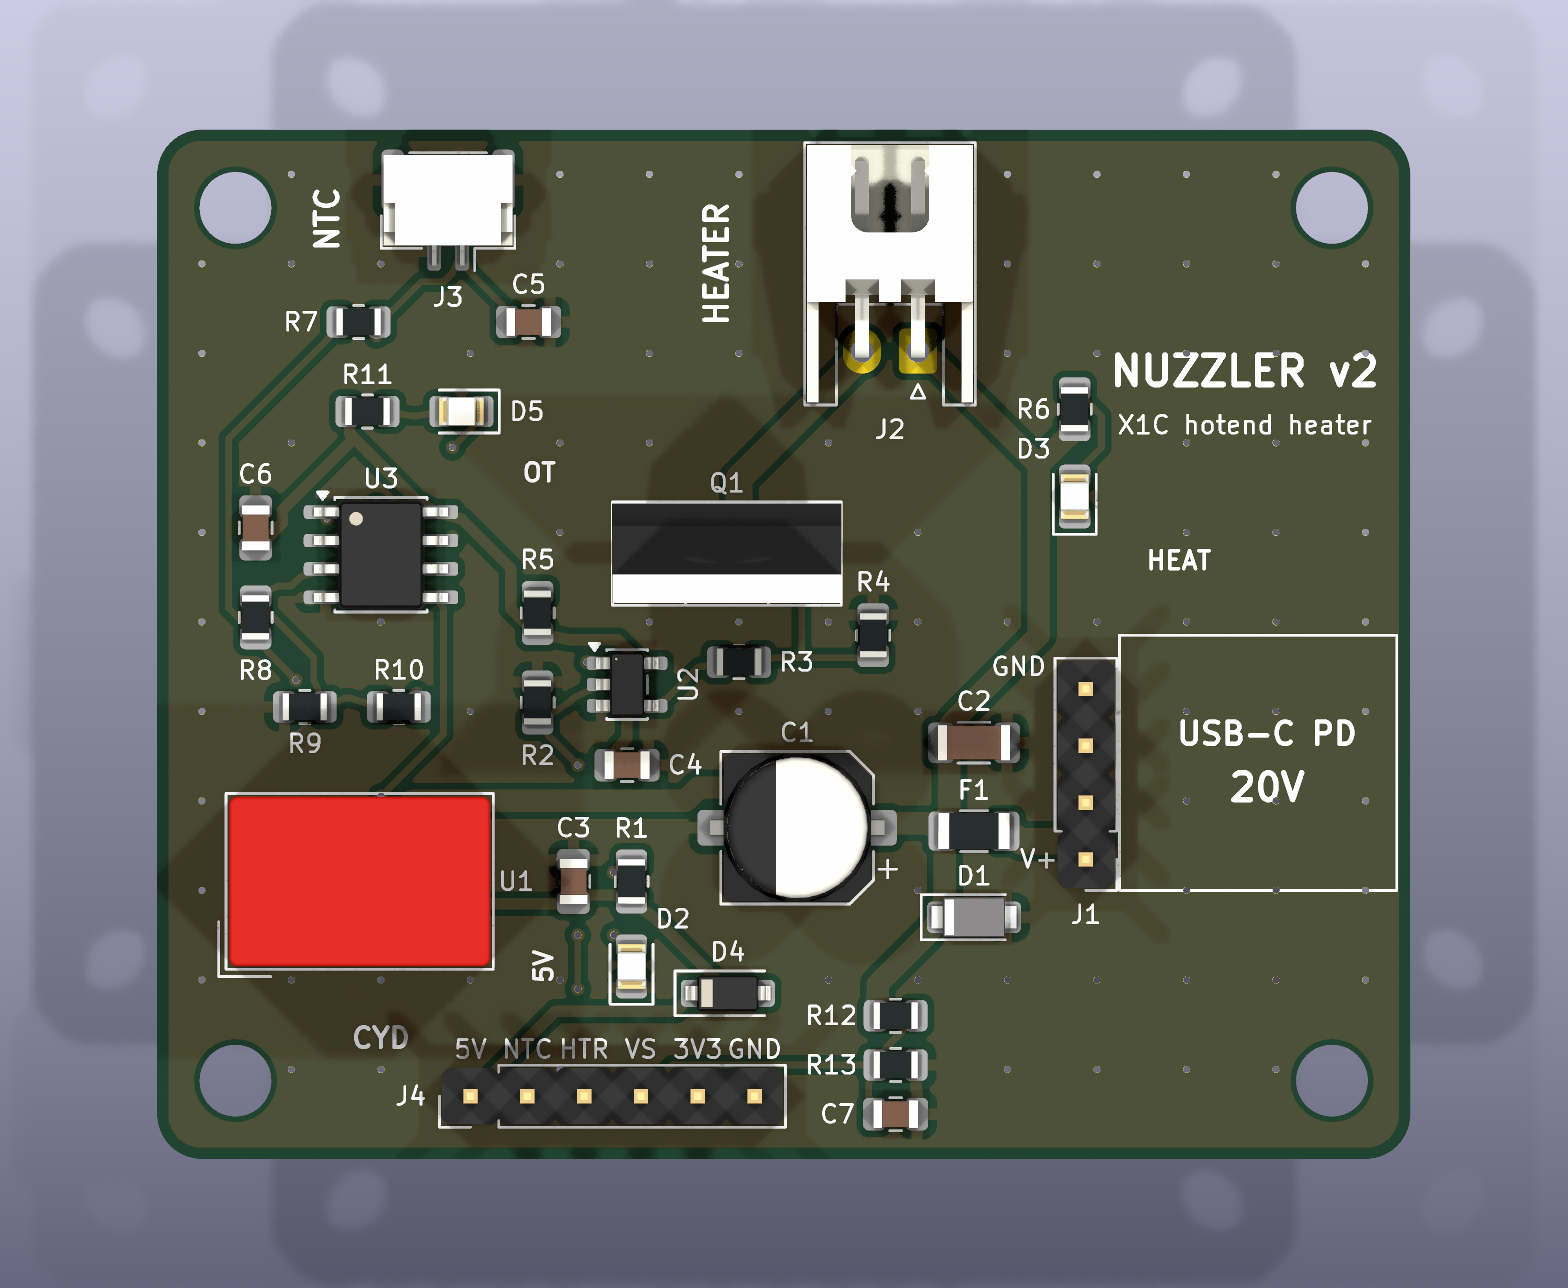 NTC
J3
C5
R7
HEATER
J2
NUZZLER v2
X1C hotend heater
R6
D3
R11
D5
OT
C6
U3
Q1
HEAT
R5
R4
R8
R10
R9
R2
U2
R3
C4
C1
+
GND
C2
F1
V+
D1
J1
USB-C PD
20V
U1
C3
R1
D2
5V
D4
R12
R13
C7
CYD
5V NTC HTR VS 3V3 GND
J4